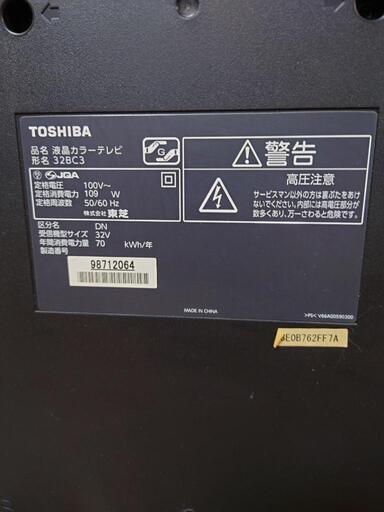 TOSHIBA
品名 液晶カラーテレビ
形名 32BC3
G
PS
E
JQA
定格電圧 100V〜
定格消費電力 109 W
定格周波数 50/60 Hz
株式会社 東芝
区分名 DN
受信機型サイズ 32V
年間消費電力量 70 kWh/年
製造番号
98712064
警告
高圧注意
サービスマン以外の方は裏ぶたをあけ
ないでください。内部には高電圧部分が
数多くあり、万一さわると危険です。
MADE IN CHINA
>PS< V66A00590300
3E0B762FF7A